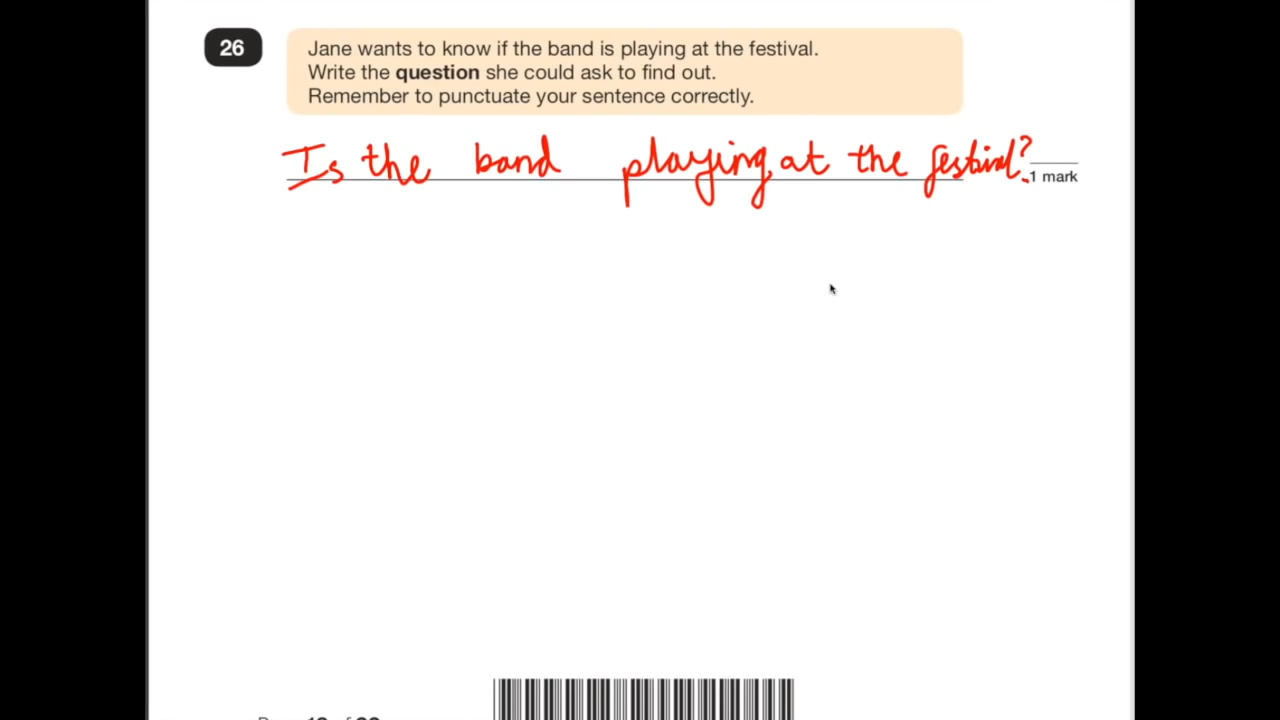 26
Jane wants to know if the band is playing at the festival.
Write the question she could ask to find out.
Remember to punctuate your sentence correctly.
Is the band playing at the festival?
1 mark